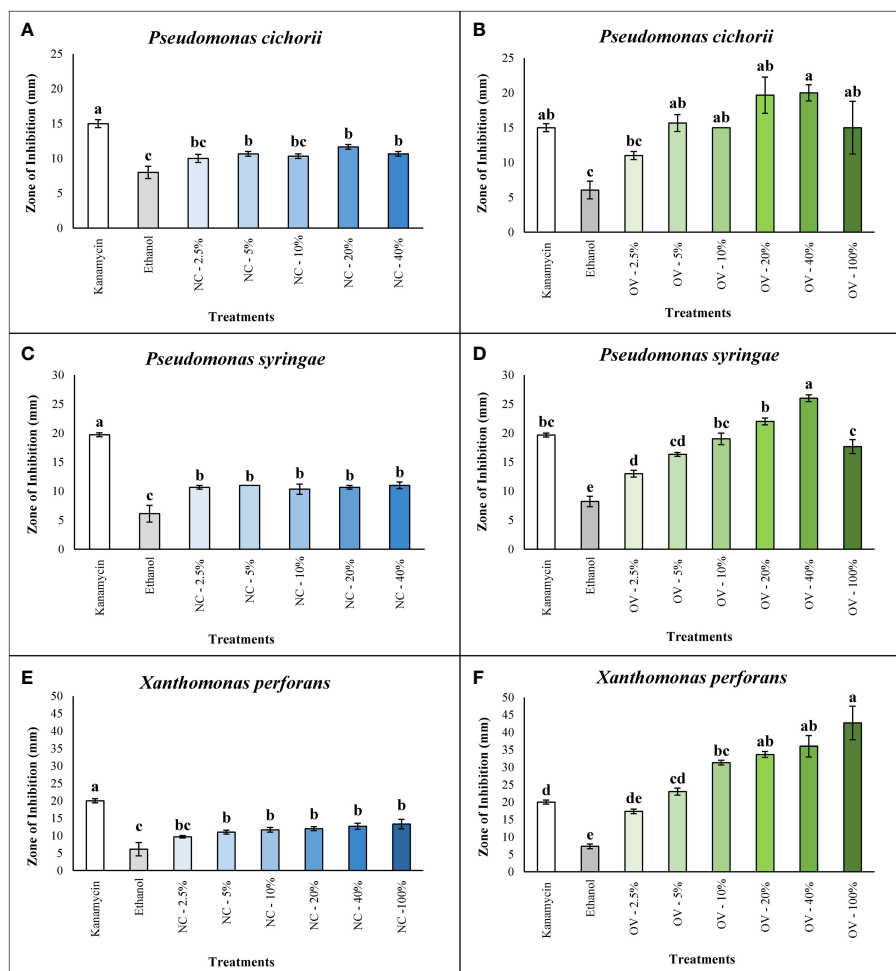 A
Pseudomonas cichorii
Zone of Inhibition (mm)
25
20
15
10
5
0
a
c
bc
b
bc
b
b
Kanamycin
Ethanol
NC - 2.5%
NC - 5%
NC - 10%
NC - 20%
NC - 40%
Treatments
B
Pseudomonas cichorii
Zone of Inhibition (mm)
25
20
15
10
5
0
ab
c
bc
ab
ab
ab
a
ab
Kanamycin
Ethanol
OV - 2.5%
OV - 5%
OV - 10%
OV - 20%
OV - 40%
OV - 100%
Treatments
C
Pseudomonas syringae
Zone of Inhibition (mm)
30
25
20
15
10
5
0
a
c
b
b
b
b
b
Kanamycin
Ethanol
NC - 2.5%
NC - 5%
NC - 10%
NC - 20%
NC - 40%
Treatments
D
Pseudomonas syringae
Zone of Inhibition (mm)
30
25
20
15
10
5
0
bc
e
d
cd
bc
b
a
c
Kanamycin
Ethanol
OV - 2.5%
OV - 5%
OV - 10%
OV - 20%
OV - 40%
OV - 100%
Treatments
E
Xanthomonas perforans
Zone of Inhibition (mm)
50
45
40
35
30
25
20
15
10
5
0
a
c
bc
b
b
b
b
b
Kanamycin
Ethanol
NC - 2.5%
NC - 5%
NC - 10%
NC - 20%
NC - 40%
NC -100%
Treatments
F
Xanthomonas perforans
Zone of Inhibition (mm)
50
45
40
35
30
25
20
15
10
5
0
d
e
de
cd
bc
ab
ab
a
Kanamycin
Ethanol
OV - 2.5%
OV - 5%
OV - 10%
OV - 20%
OV - 40%
OV - 100%
Treatments